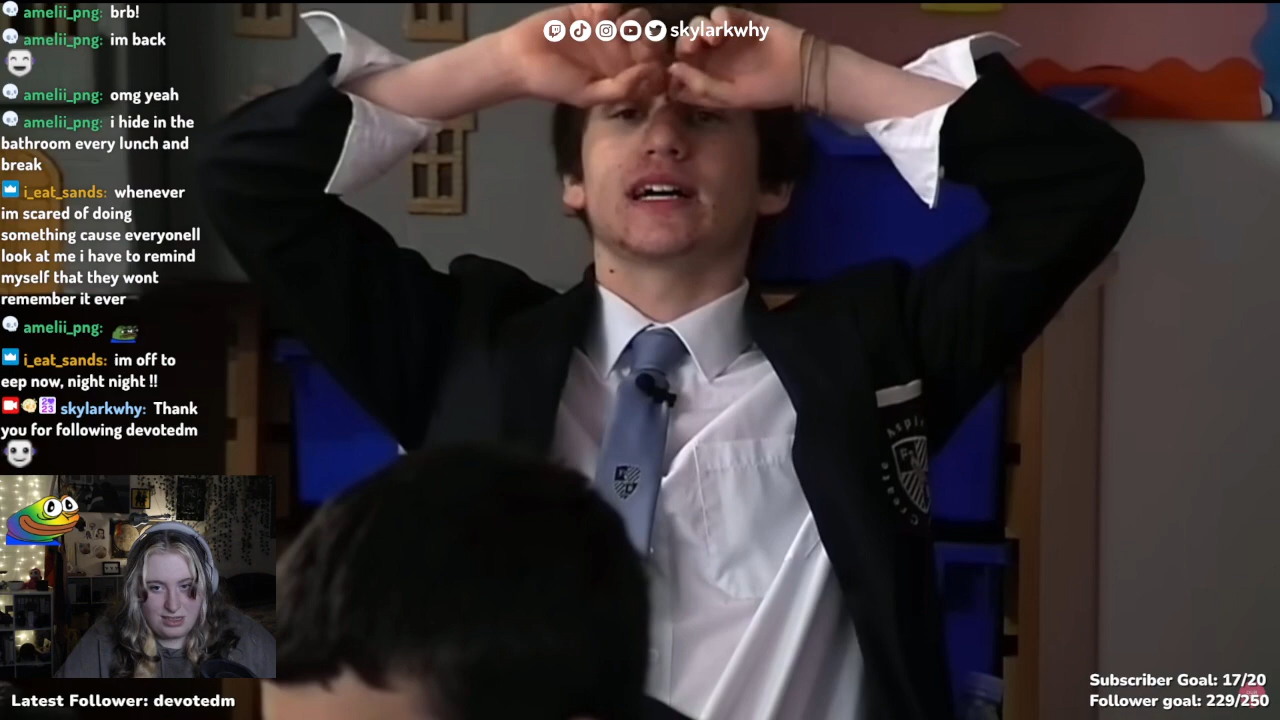 amelii_png: brb!
skylarkwhy
amelii_png: im back
amelii_png: omg yeah
amelii_png: i hide in the
bathroom every lunch and
break
i_eat_sands: whenever
im scared of doing
something cause everyonell
look at me i have to remind
myself that they wont
remember it ever
amelii_png:
i_eat_sands: im off to
eep now, night night !!
skylarkwhy: Thank
you for following devotedm
Create
Latest Follower: devotedm
Subscriber Goal: 17/20
Follower goal: 229/250